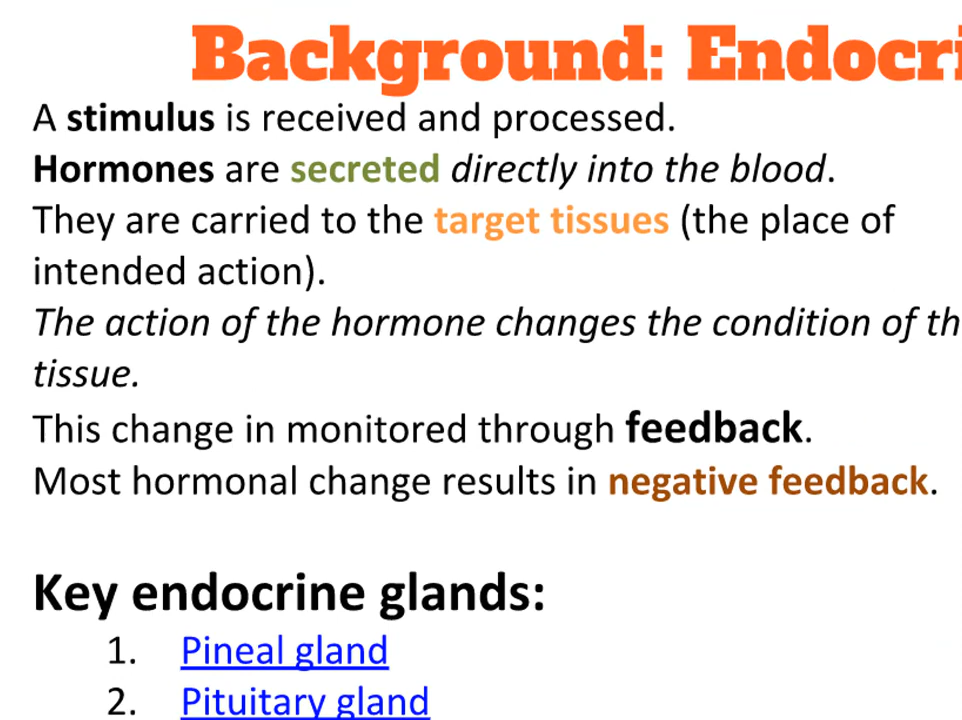 Background: Endocri
A stimulus is received and processed.
Hormones are secreted directly into the blood.
They are carried to the target tissues (the place of
intended action).
The action of the hormone changes the condition of th
tissue.
This change in monitored through feedback.
Most hormonal change results in negative feedback.
Key endocrine glands:
1. Pineal gland
2. Pituitary gland